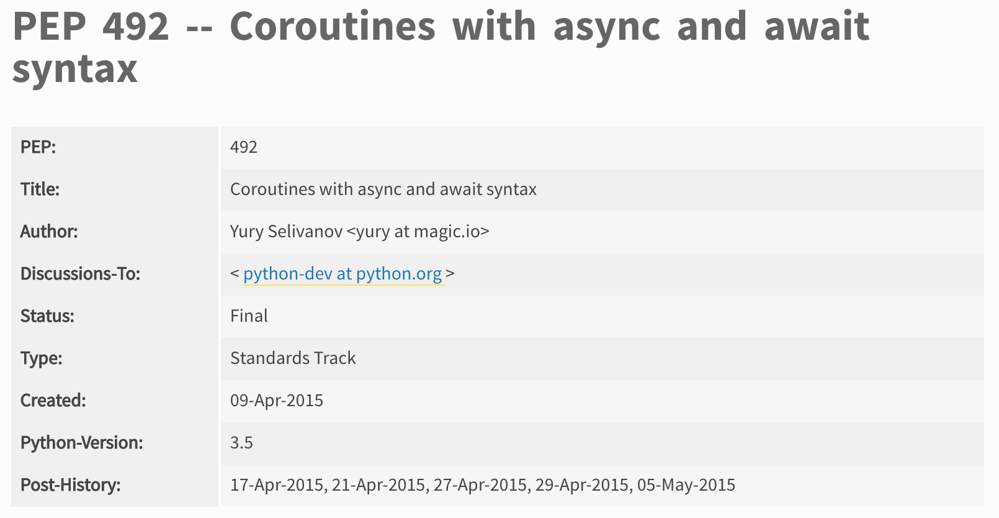 PEP 492 -- Coroutines with async and await
syntax
PEP: 492
Title: Coroutines with async and await syntax
Author: Yury Selivanov <yury at magic.io>
Discussions-To: < python-dev at python.org >
Status: Final
Type: Standards Track
Created: 09-Apr-2015
Python-Version: 3.5
Post-History: 17-Apr-2015, 21-Apr-2015, 27-Apr-2015, 29-Apr-2015, 05-May-2015